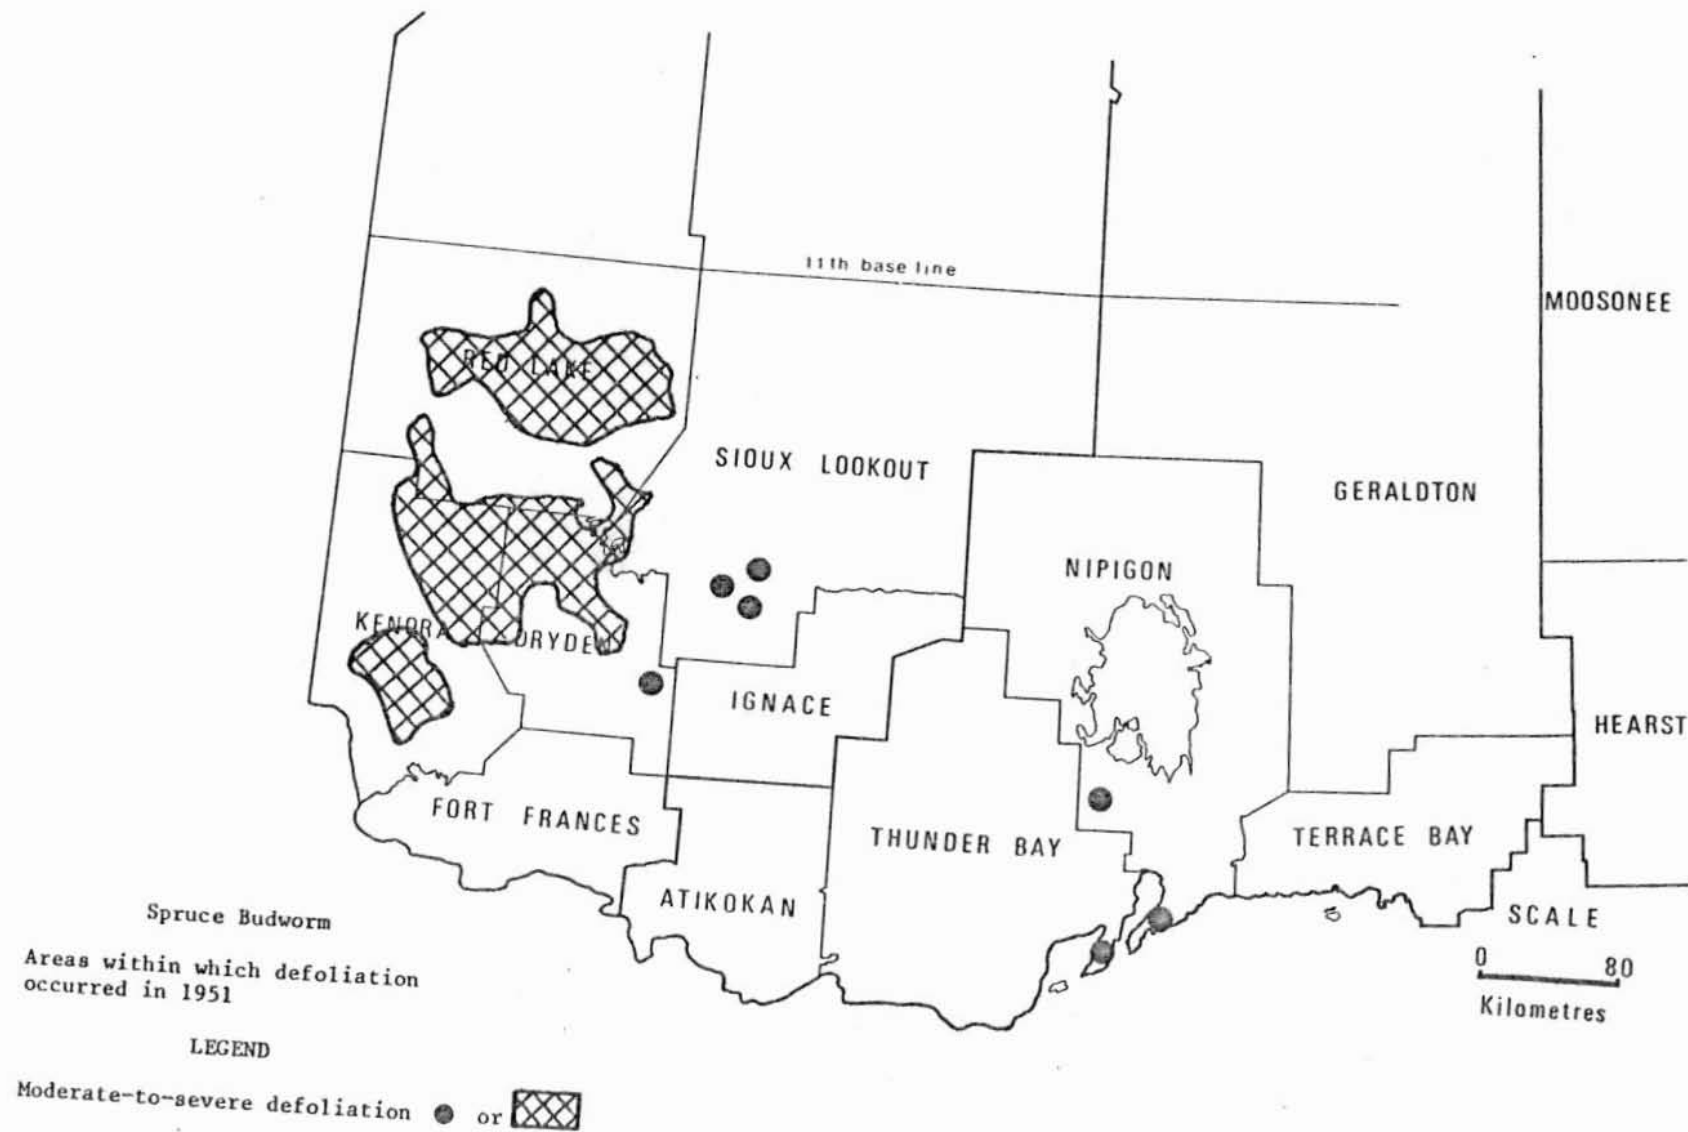 11th base line
MOOSONEE
RED LAKE
SIOUX LOOKOUT
GERALDTON
NIPIGON
KENORA
DRYDEN
IGNACE
HEARST
FORT FRANCES
THUNDER BAY
TERRACE BAY
ATIKOKAN
SCALE
0 80
Kilometres
Spruce Budworm
Areas within which defoliation
occurred in 1951
LEGEND
Moderate-to-severe defoliation or